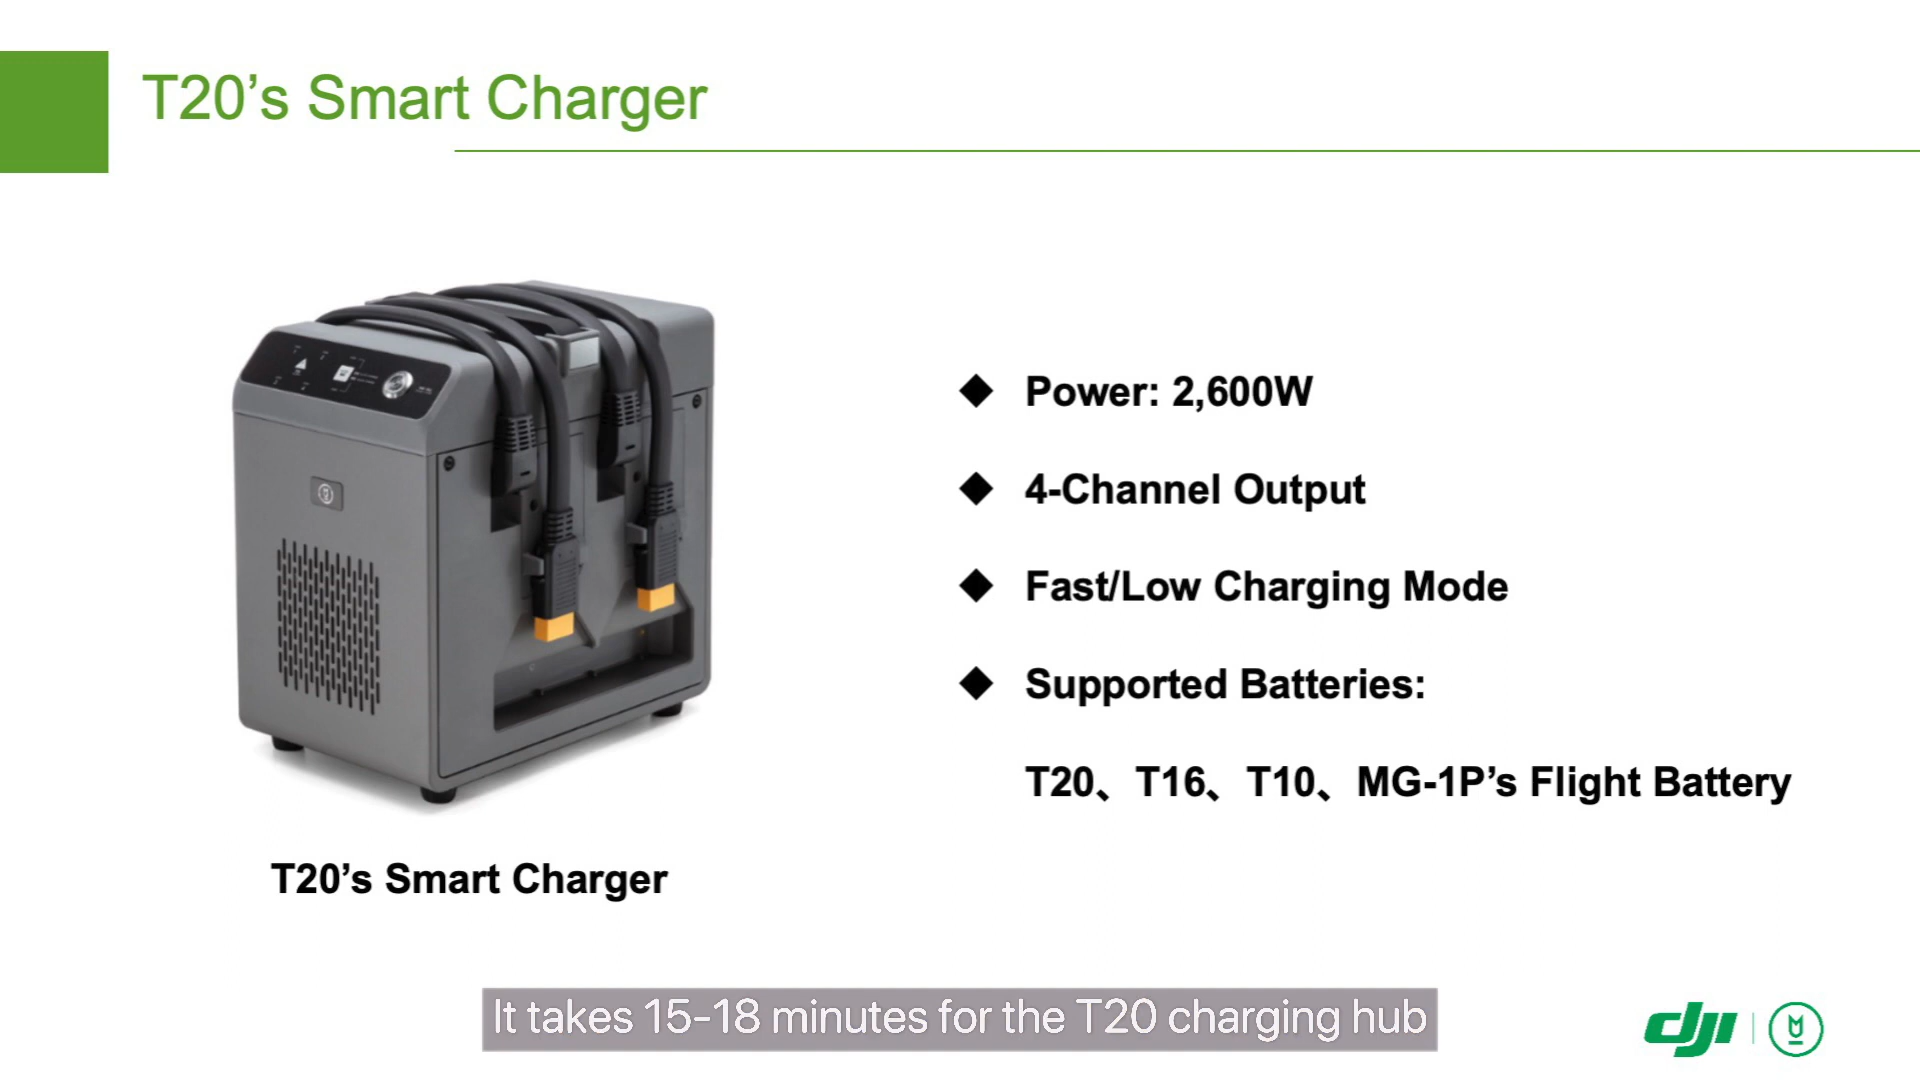 T20’s Smart Charger
Power: 2,600W
4-Channel Output
Fast/Low Charging Mode
Supported Batteries:
T20、T16、T10、MG-1P’s Flight Battery
T20’s Smart Charger
It takes 15-18 minutes for the T20 charging hub
dji